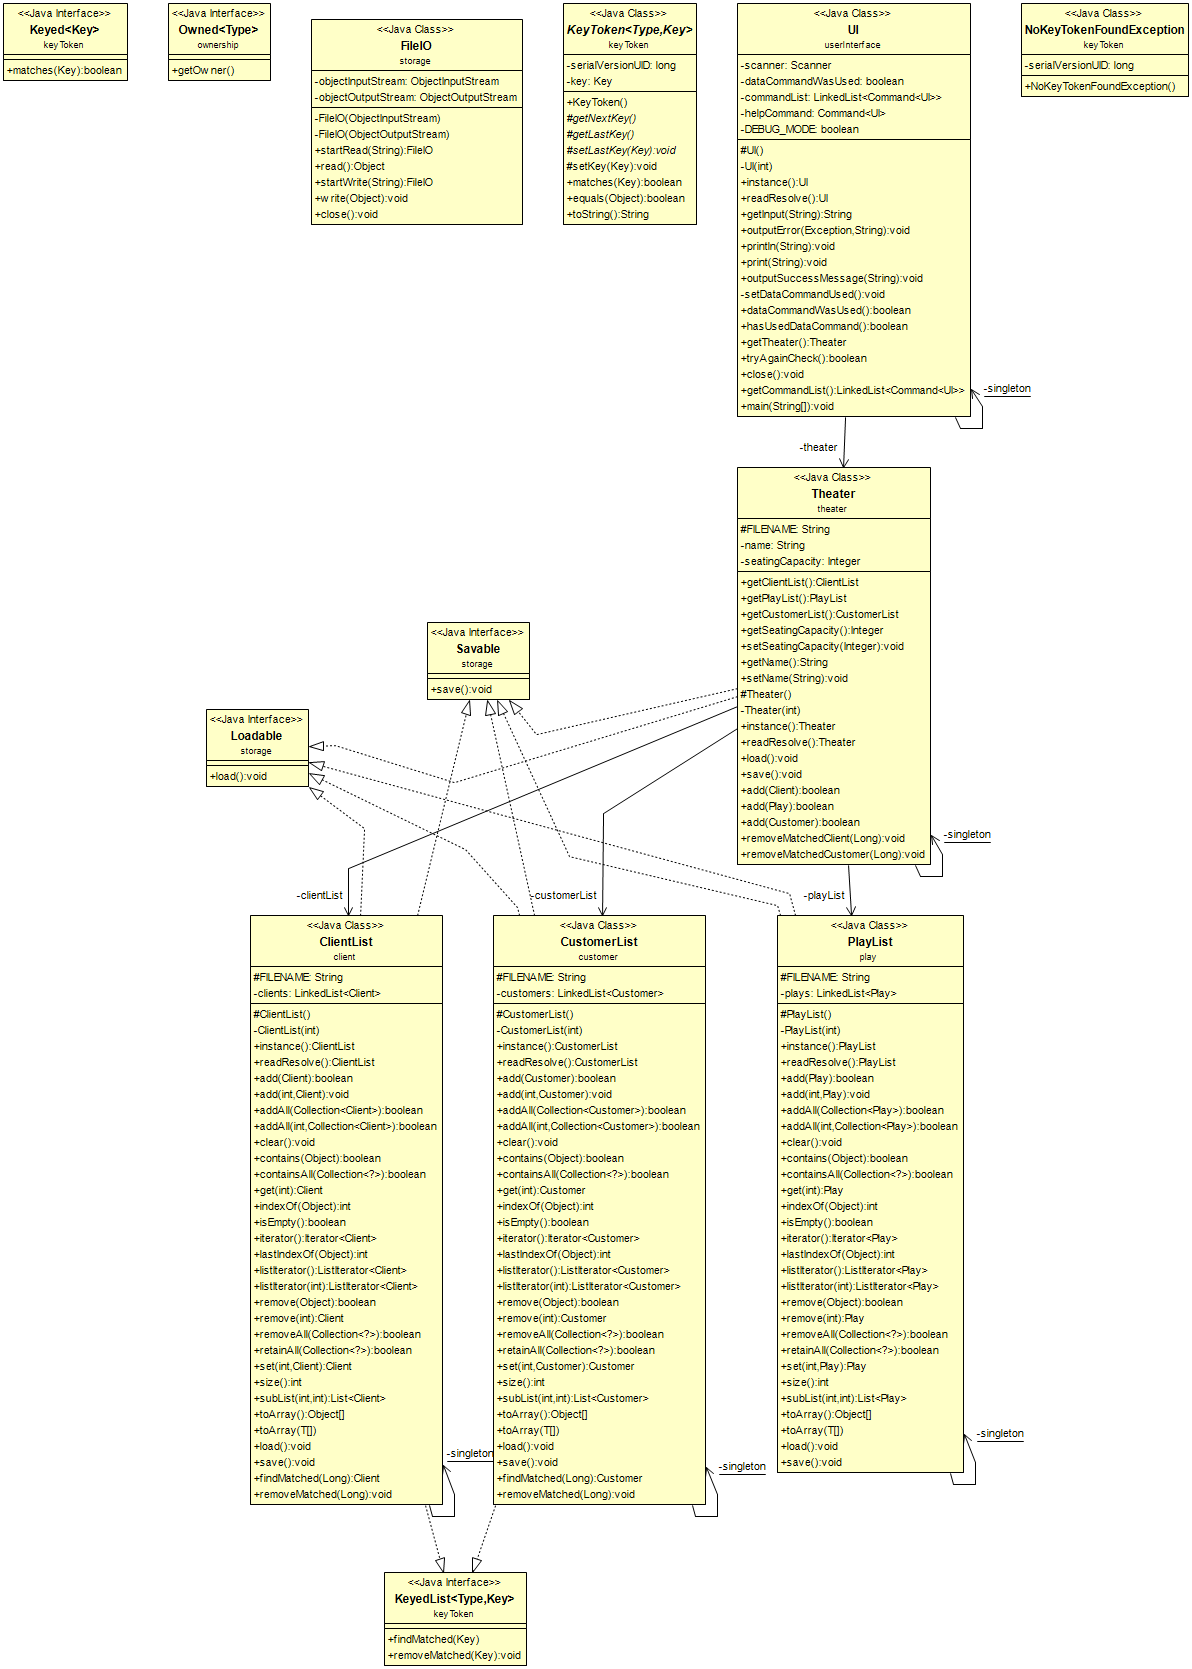 <<Java Interface>>
Keyed<Key>
keyToken
+matches(Key):boolean
<<Java Interface>>
Owned<Type>
ownership
+getOwner()
<<Java Class>>
FileIO
storage
-objectInputStream: ObjectInputStream
-objectOutputStream: ObjectOutputStream
-FileIO(ObjectInputStream)
-FileIO(ObjectOutputStream)
+startRead(String):FileIO
+read():Object
+startWrite(String):FileIO
+write(Object):void
+close():void
<<Java Class>>
KeyToken<Type,Key>
keyToken
-serialVersionUID: long
-key: Key
+KeyToken()
#getNextKey()
#getLastKey()
#setLastKey(Key):void
#setKey(Key):void
+matches(Key):boolean
+equals(Object):boolean
+toString():String
<<Java Class>>
UI
userInterface
-scanner: Scanner
-dataCommandWasUsed: boolean
-commandList: LinkedList<Command<UI>>
-helpCommand: Command<UI>
-DEBUG_MODE: boolean
#UI()
-UI(int)
+instance():UI
+readResolve():UI
+getInput(String):String
+outputError(Exception,String):void
+println(String):void
+print(String):void
+outputSuccessMessage(String):void
-setDataCommandUsed():void
+dataCommandWasUsed():boolean
+hasUsedDataCommand():boolean
+getTheater():Theater
+tryAgainCheck():boolean
+close():void
+getCommandList():LinkedList<Command<UI>>
+main(String[]):void
<<Java Class>>
NoKeyTokenFoundException
keyToken
-serialVersionUID: long
+NoKeyTokenFoundException()
-singleton
-theater
<<Java Class>>
Theater
theater
#FILENAME: String
-name: String
-seatingCapacity: Integer
+getClientList():ClientList
+getPlayList():PlayList
+getCustomerList():CustomerList
+getSeatingCapacity():Integer
+setSeatingCapacity(Integer):void
+getName():String
+setName(String):void
#Theater()
-Theater(int)
+instance():Theater
+readResolve():Theater
+load():void
+save():void
+add(Client):boolean
+add(Play):boolean
+add(Customer):boolean
+removeMatchedClient(Long):void
+removeMatchedCustomer(Long):void
-singleton
<<Java Interface>>
Savable
storage
+save():void
<<Java Interface>>
Loadable
storage
+load():void
-clientList
-customerList
-playList
<<Java Class>>
ClientList
client
#FILENAME: String
-clients: LinkedList<Client>
#ClientList()
-ClientList(int)
+instance():ClientList
+readResolve():ClientList
+add(Client):boolean
+add(int,Client):void
+addAll(Collection<Client>):boolean
+addAll(int,Collection<Client>):boolean
+clear():void
+contains(Object):boolean
+containsAll(Collection<?>):boolean
+get(int):Client
+indexOf(Object):int
+isEmpty():boolean
+iterator():Iterator<Client>
+lastIndexOf(Object):int
+listIterator():ListIterator<Client>
+listIterator(int):ListIterator<Client>
+remove(Object):boolean
+remove(int):Client
+removeAll(Collection<?>):boolean
+retainAll(Collection<?>):boolean
+set(int,Client):Client
+size():int
+subList(int,int):List<Client>
+toArray():Object[]
+toArray(T[])
+load():void
+save():void
+findMatched(Long):Client
+removeMatched(Long):void
-singleton
<<Java Class>>
CustomerList
customer
#FILENAME: String
-customers: LinkedList<Customer>
#CustomerList()
-CustomerList(int)
+instance():CustomerList
+readResolve():CustomerList
+add(Customer):boolean
+add(int,Customer):void
+addAll(Collection<Customer>):boolean
+addAll(int,Collection<Customer>):boolean
+clear():void
+contains(Object):boolean
+containsAll(Collection<?>):boolean
+get(int):Customer
+indexOf(Object):int
+isEmpty():boolean
+iterator():Iterator<Customer>
+lastIndexOf(Object):int
+listIterator():ListIterator<Customer>
+listIterator(int):ListIterator<Customer>
+remove(Object):boolean
+remove(int):Customer
+removeAll(Collection<?>):boolean
+retainAll(Collection<?>):boolean
+set(int,Customer):Customer
+size():int
+subList(int,int):List<Customer>
+toArray():Object[]
+toArray(T[])
+load():void
+save():void
+findMatched(Long):Customer
+removeMatched(Long):void
-singleton
<<Java Class>>
PlayList
play
#FILENAME: String
-plays: LinkedList<Play>
#PlayList()
-PlayList(int)
+instance():PlayList
+readResolve():PlayList
+add(Play):boolean
+add(int,Play):void
+addAll(Collection<Play>):boolean
+addAll(int,Collection<Play>):boolean
+clear():void
+contains(Object):boolean
+containsAll(Collection<?>):boolean
+get(int):Play
+indexOf(Object):int
+isEmpty():boolean
+iterator():Iterator<Play>
+lastIndexOf(Object):int
+listIterator():ListIterator<Play>
+listIterator(int):ListIterator<Play>
+remove(Object):boolean
+remove(int):Play
+removeAll(Collection<?>):boolean
+retainAll(Collection<?>):boolean
+set(int,Play):Play
+size():int
+subList(int,int):List<Play>
+toArray():Object[]
+toArray(T[])
+load():void
+save():void
-singleton
<<Java Interface>>
KeyedList<Type,Key>
keyToken
+findMatched(Key)
+removeMatched(Key):void